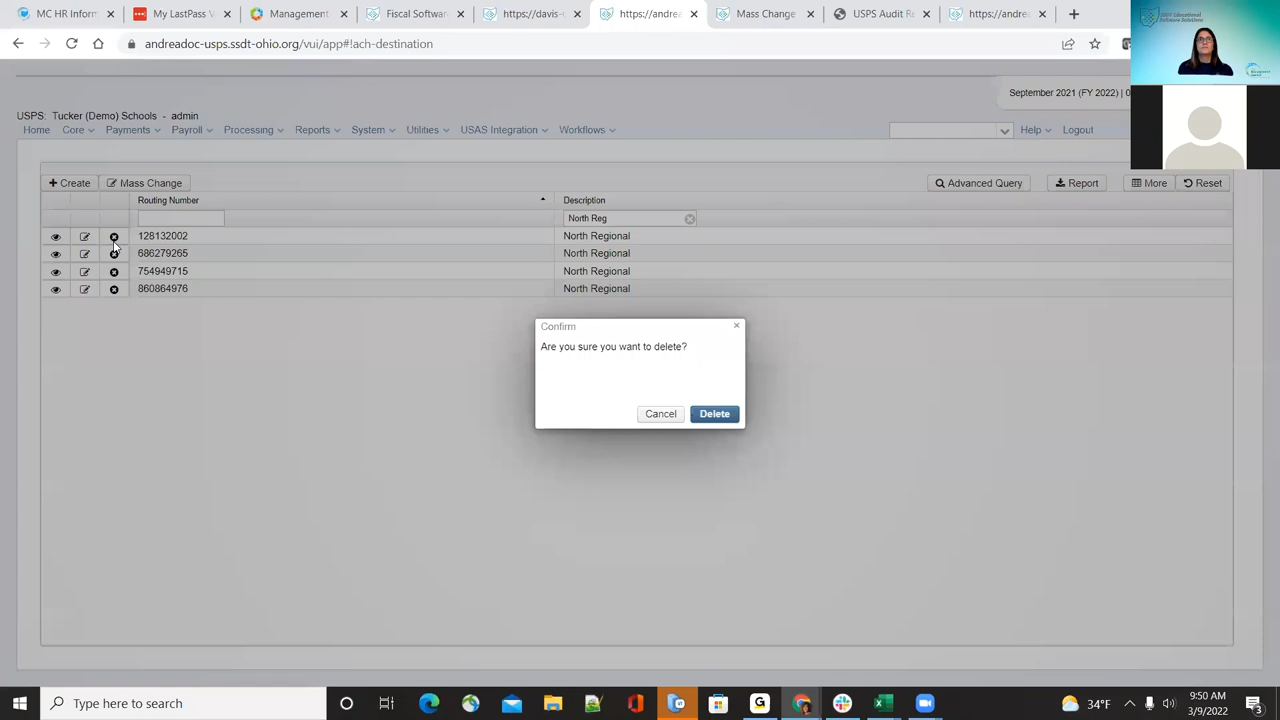 MC HR Inform
My LastPass V
Management
Fiscal Softwar
https://davis-
https://andrea
Mass Change
USPS Audit R
https://andre
andreadoc-usps.ssdt-ohio.org/vui/app#!ach-destination
September 2021 (FY 2022) | 0
USPS: Tucker (Demo) Schools - admin
Home Core Payments Payroll Processing Reports System Utilities USAS Integration Workflows Help Logout
Create Mass Change Advanced Query Report More Reset
Routing Number Description
North Reg
128132002 North Regional
686279265 North Regional
754949715 North Regional
860864976 North Regional
Confirm
Are you sure you want to delete?
Cancel Delete
Type here to search
34°F
9:50 AM
3/9/2022
3